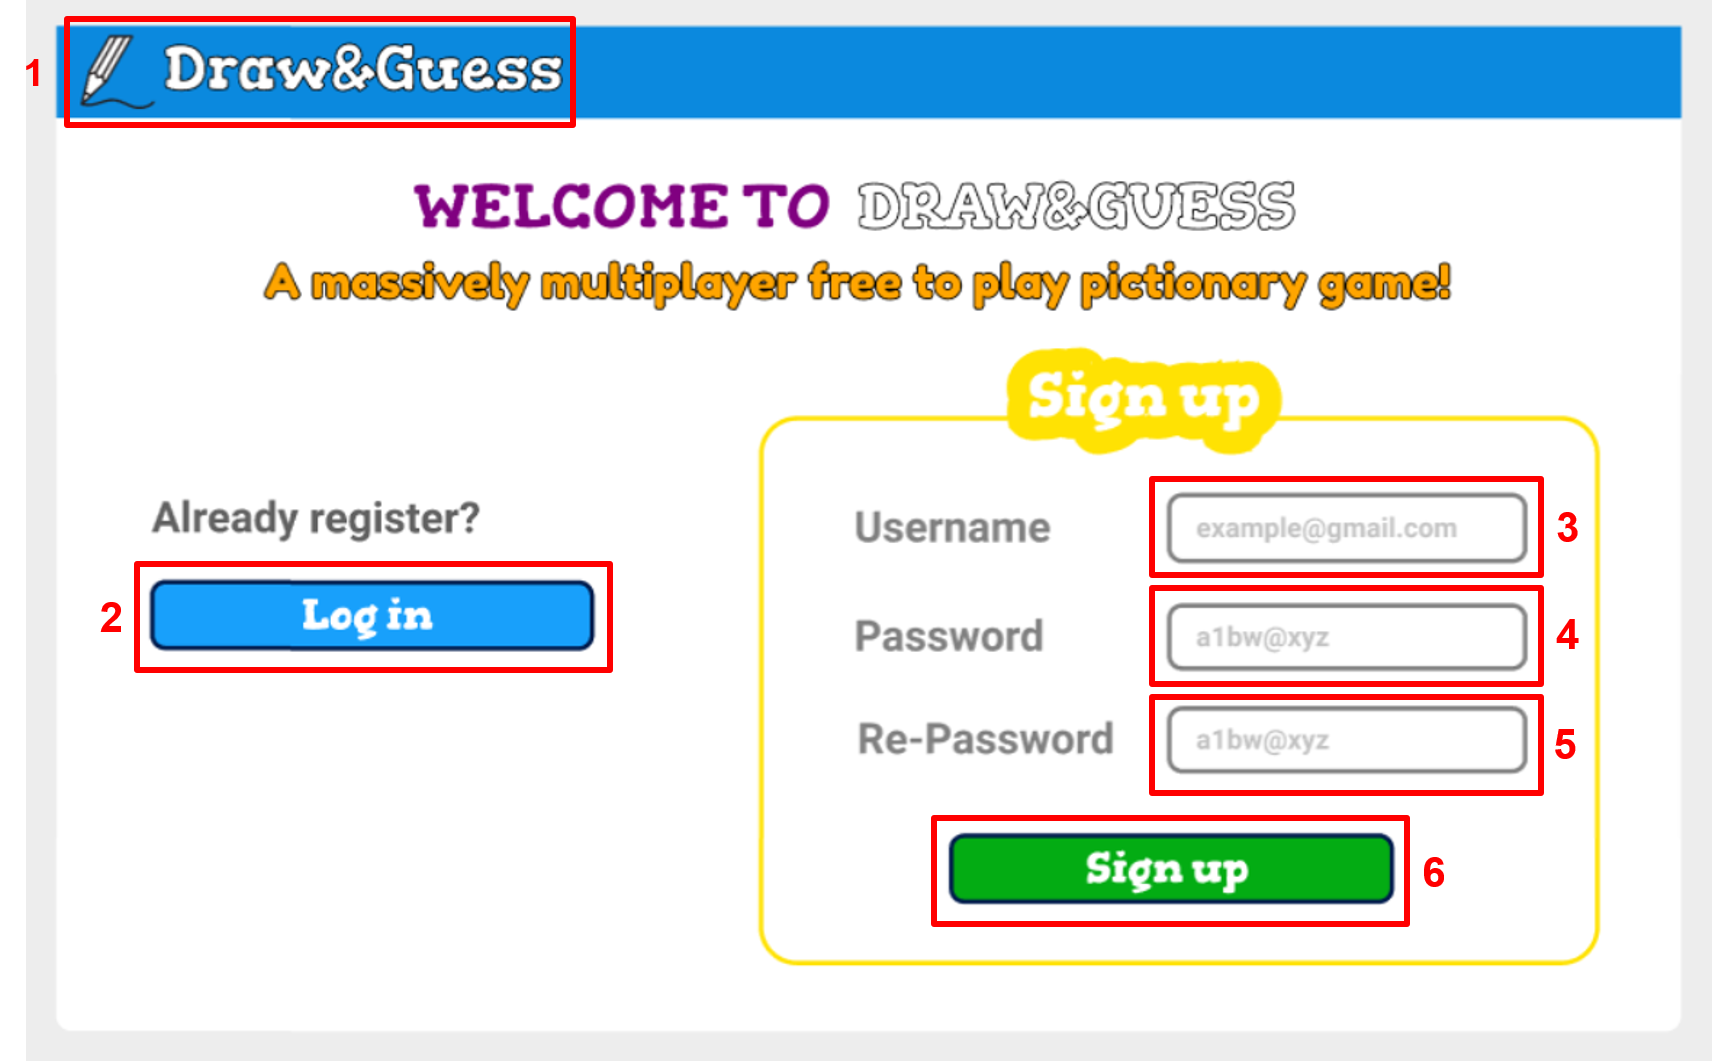 1 Draw&Guess
WELCOME TO DRAW&GUESS
A massively multiplayer free to play pictionary game!
Sign up
Already register?
2 Log in
Username example@gmail.com 3
Password a1bw@xyz 4
Re-Password a1bw@xyz 5
Sign up 6